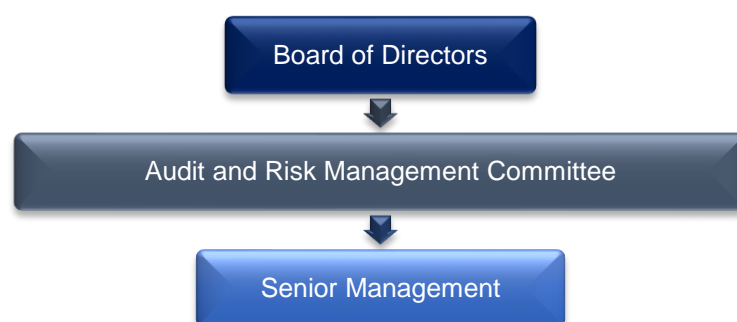 Board of Directors
Audit and Risk Management Committee
Senior Management